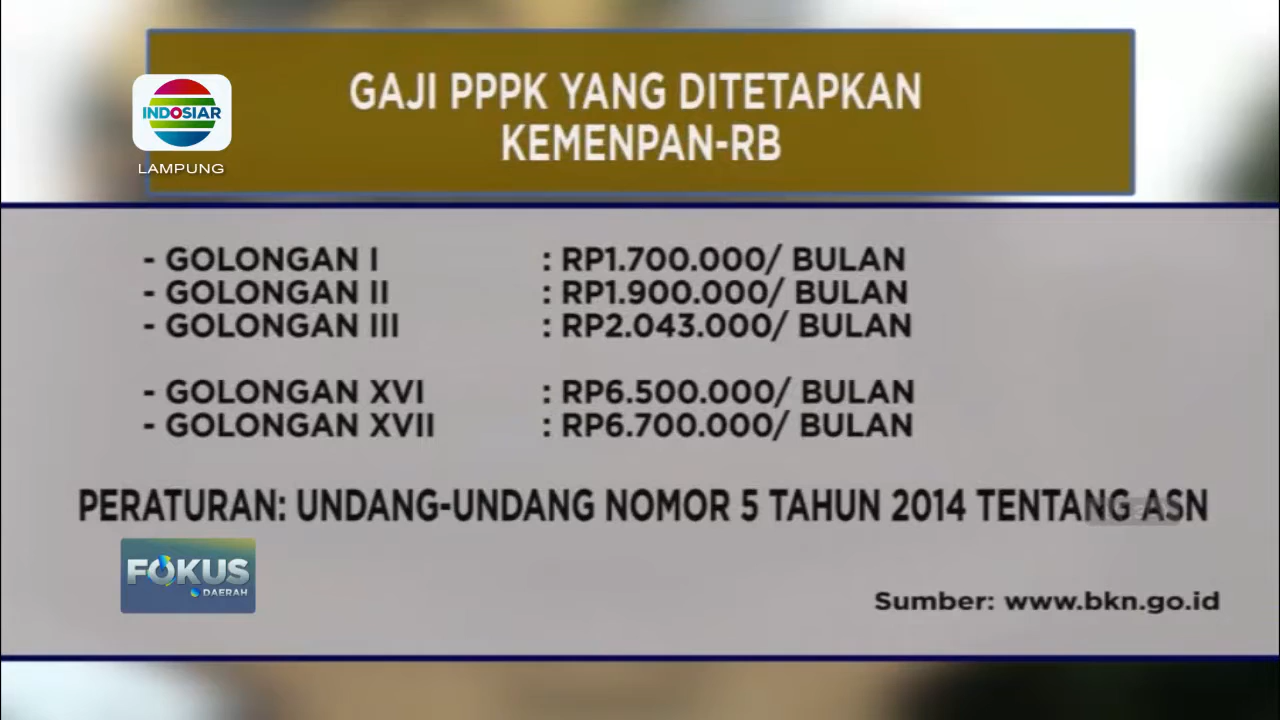 GAJI PPPK YANG DITETAPKAN
KEMENPAN-RB
INDOSIAR
LAMPUNG
- GOLONGAN I : RP1.700.000/ BULAN
- GOLONGAN II : RP1.900.000/ BULAN
- GOLONGAN III : RP2.043.000/ BULAN
- GOLONGAN XVI : RP6.500.000/ BULAN
- GOLONGAN XVII : RP6.700.000/ BULAN
PERATURAN: UNDANG-UNDANG NOMOR 5 TAHUN 2014 TENTANG ASN
FOKUS
DAERAH
Sumber: www.bkn.go.id